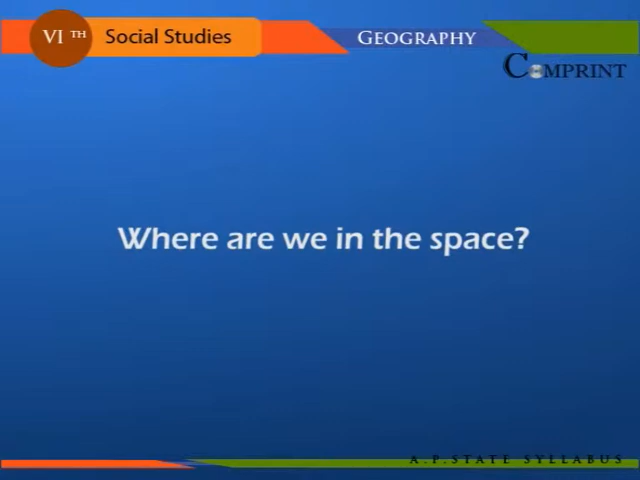 VI TH Social Studies GEOGRAPHY
COMPRINT
Where are we in the space?
A.P.STATE SYLLABUS